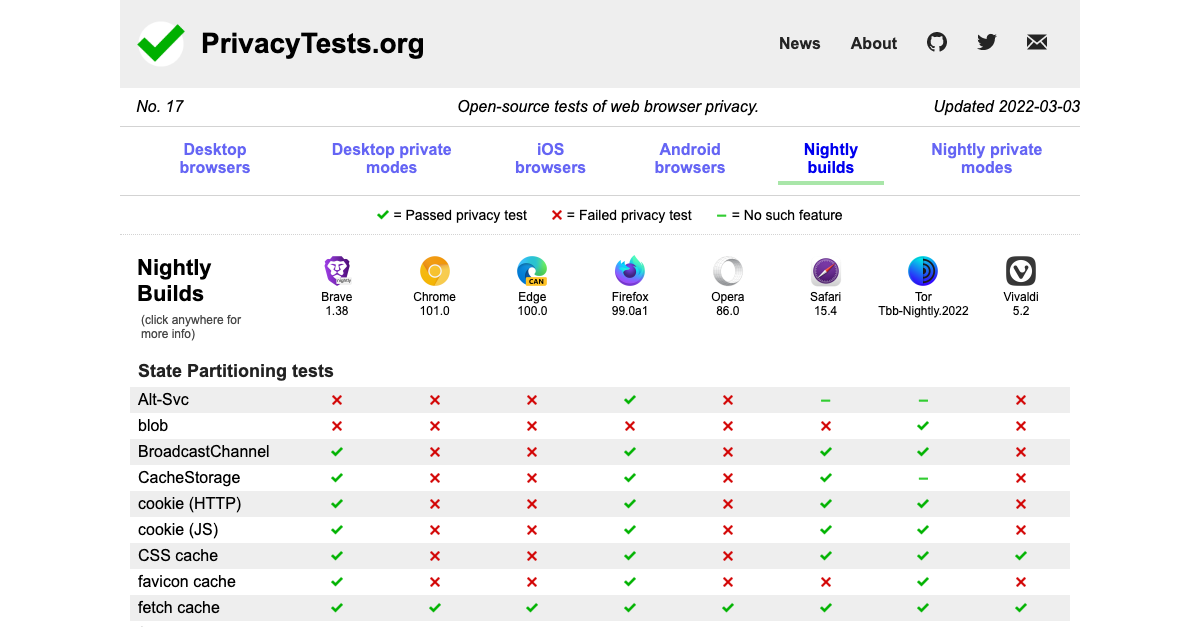 PrivacyTests.org
News About
No. 17 Open-source tests of web browser privacy. Updated 2022-03-03
Desktop browsers Desktop private modes iOS browsers Android browsers Nightly builds Nightly private modes
✓ = Passed privacy test ✕ = Failed privacy test – = No such feature
Nightly Builds
(click anywhere for more info)
Brave 1.38
Chrome 101.0
CAN
Edge 100.0
Firefox 99.0a1
Opera 86.0
Safari 15.4
Tor Tbb-Nightly.2022
Vivaldi 5.2
State Partitioning tests
Alt-Svc ✕ ✕ ✕ ✓ ✕ – – ✕
blob ✕ ✕ ✕ ✕ ✕ ✕ ✓ ✕
BroadcastChannel ✓ ✕ ✕ ✓ ✕ ✓ ✓ ✕
CacheStorage ✓ ✕ ✕ ✓ ✕ ✓ – ✕
cookie (HTTP) ✓ ✕ ✕ ✓ ✕ ✓ ✓ ✕
cookie (JS) ✓ ✕ ✕ ✓ ✕ ✓ ✓ ✕
CSS cache ✓ ✕ ✕ ✓ ✕ ✓ ✓ ✓
favicon cache ✓ ✕ ✕ ✓ ✕ ✕ ✓ ✕
fetch cache ✓ ✓ ✓ ✓ ✓ ✓ ✓ ✓